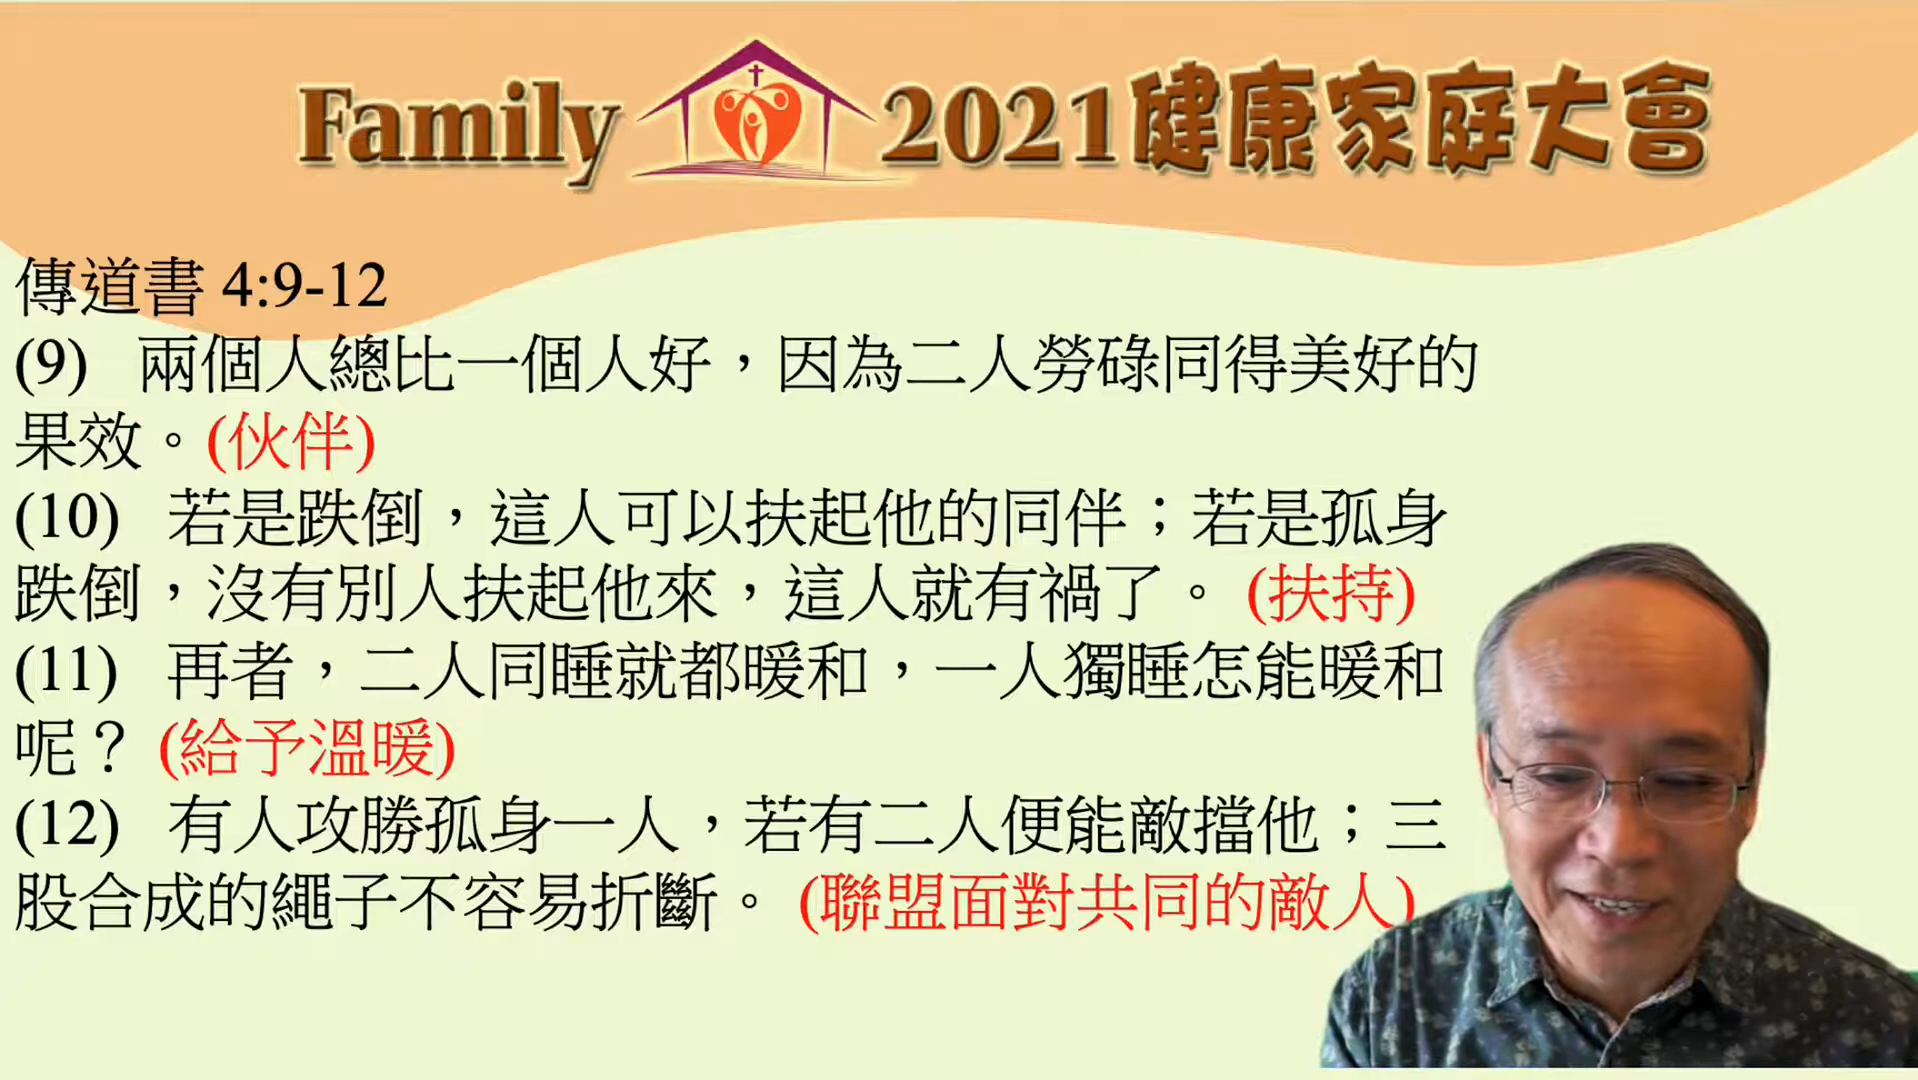 Family 2021健康家庭大會
傳道書 4:9-12
(9) 兩個人總比一個人好，因為二人勞碌同得美好的
果效。(伙伴)
(10) 若是跌倒，這人可以扶起他的同伴；若是孤身
跌倒，沒有別人扶起他來，這人就有禍了。 (扶持)
(11) 再者，二人同睡就都暖和，一人獨睡怎能暖和
呢？ (給予溫暖)
(12) 有人攻勝孤身一人，若有二人便能敵擋他；三
股合成的繩子不容易折斷。 (聯盟面對共同的敵人)